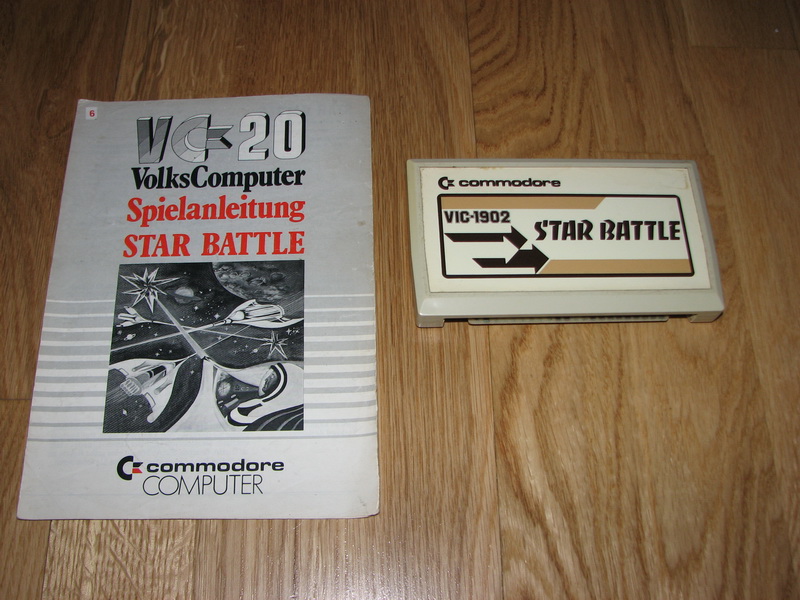 6
VC-20
VolksComputer
Spielanleitung
STAR BATTLE
commodore
COMPUTER
commodore
VIC-1902
STAR BATTLE